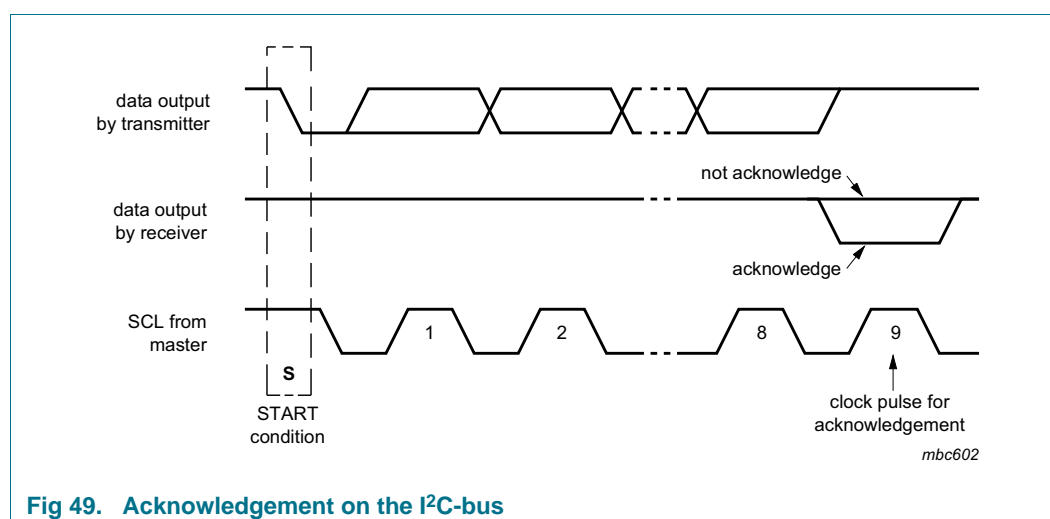 data output
by transmitter
not acknowledge
data output
by receiver
acknowledge
SCL from
master
1
2
8
9
S
START
condition
clock pulse for
acknowledgement
mbc602
Fig 49. Acknowledgement on the I²C-bus